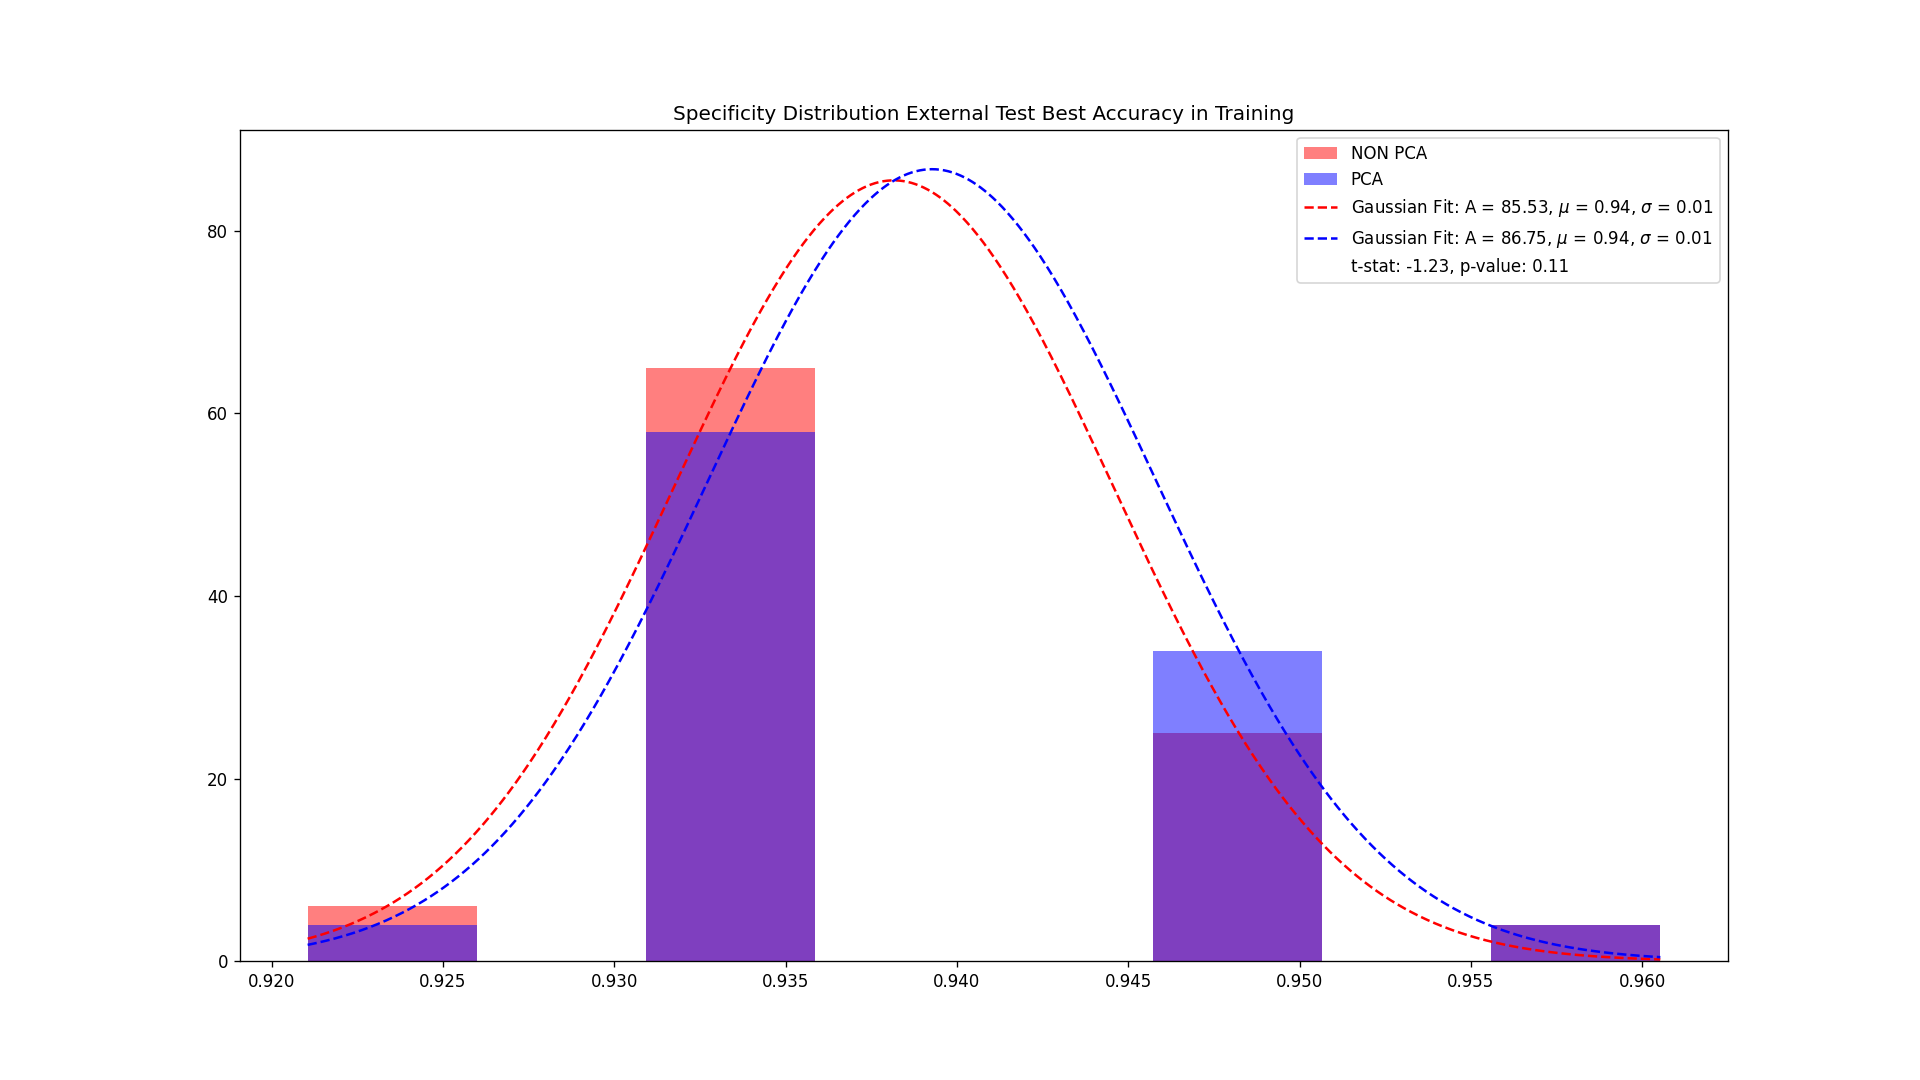 Specificity Distribution External Test Best Accuracy in Training
NON PCA
PCA
Gaussian Fit: A = 85.53, μ = 0.94, σ = 0.01
Gaussian Fit: A = 86.75, μ = 0.94, σ = 0.01
t-stat: -1.23, p-value: 0.11
80
60
40
20
0
0.920 0.925 0.930 0.935 0.940 0.945 0.950 0.955 0.960